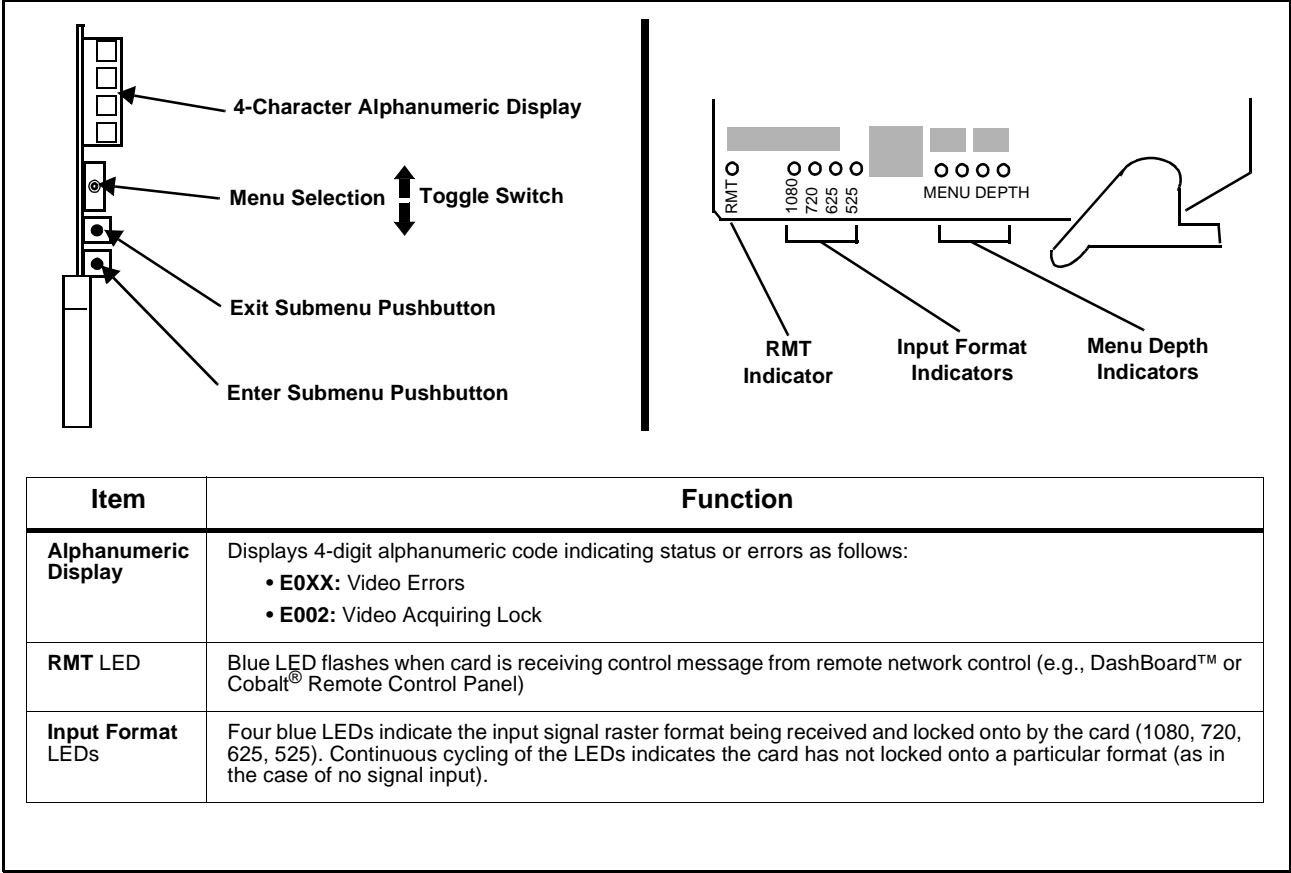 4-Character Alphanumeric Display
Menu Selection
Toggle Switch
Exit Submenu Pushbutton
Enter Submenu Pushbutton
RMT
1080
720
625
525
MENU DEPTH
RMT
Indicator
Input Format
Indicators
Menu Depth
Indicators
Item
Function
Alphanumeric
Display
Displays 4-digit alphanumeric code indicating status or errors as follows:
• E0XX: Video Errors
• E002: Video Acquiring Lock
RMT LED
Blue LED flashes when card is receiving control message from remote network control (e.g., DashBoard™ or
Cobalt® Remote Control Panel)
Input Format
LEDs
Four blue LEDs indicate the input signal raster format being received and locked onto by the card (1080, 720,
625, 525). Continuous cycling of the LEDs indicates the card has not locked onto a particular format (as in
the case of no signal input).